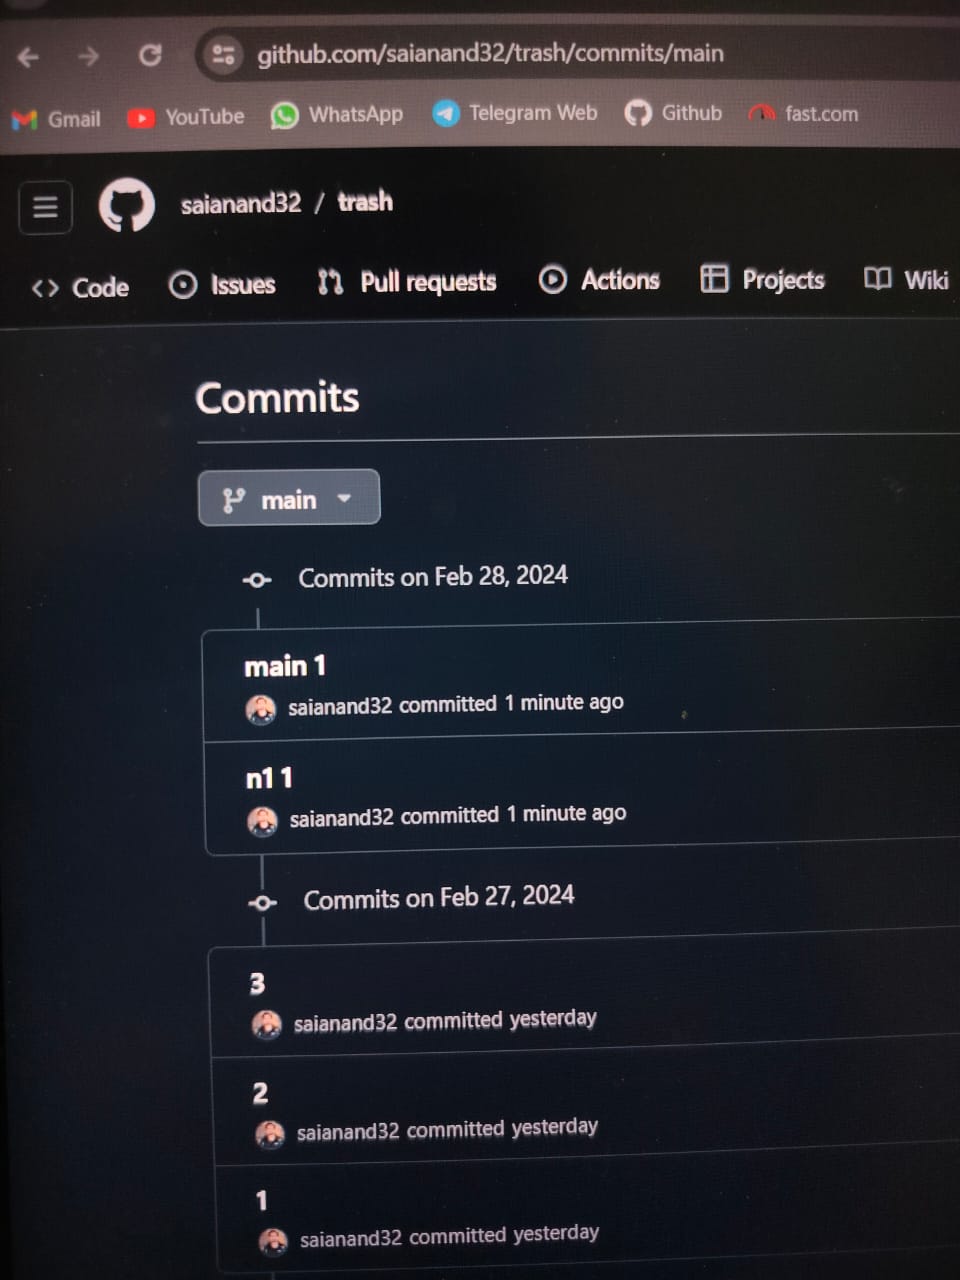 github.com/saianand32/trash/commits/main
Gmail YouTube WhatsApp Telegram Web Github fast.com
saianand32 / trash
Code Issues Pull requests Actions Projects Wiki
Commits
main
Commits on Feb 28, 2024
main 1
saianand32 committed 1 minute ago
n1 1
saianand32 committed 1 minute ago
Commits on Feb 27, 2024
3
saianand32 committed yesterday
2
saianand32 committed yesterday
1
saianand32 committed yesterday